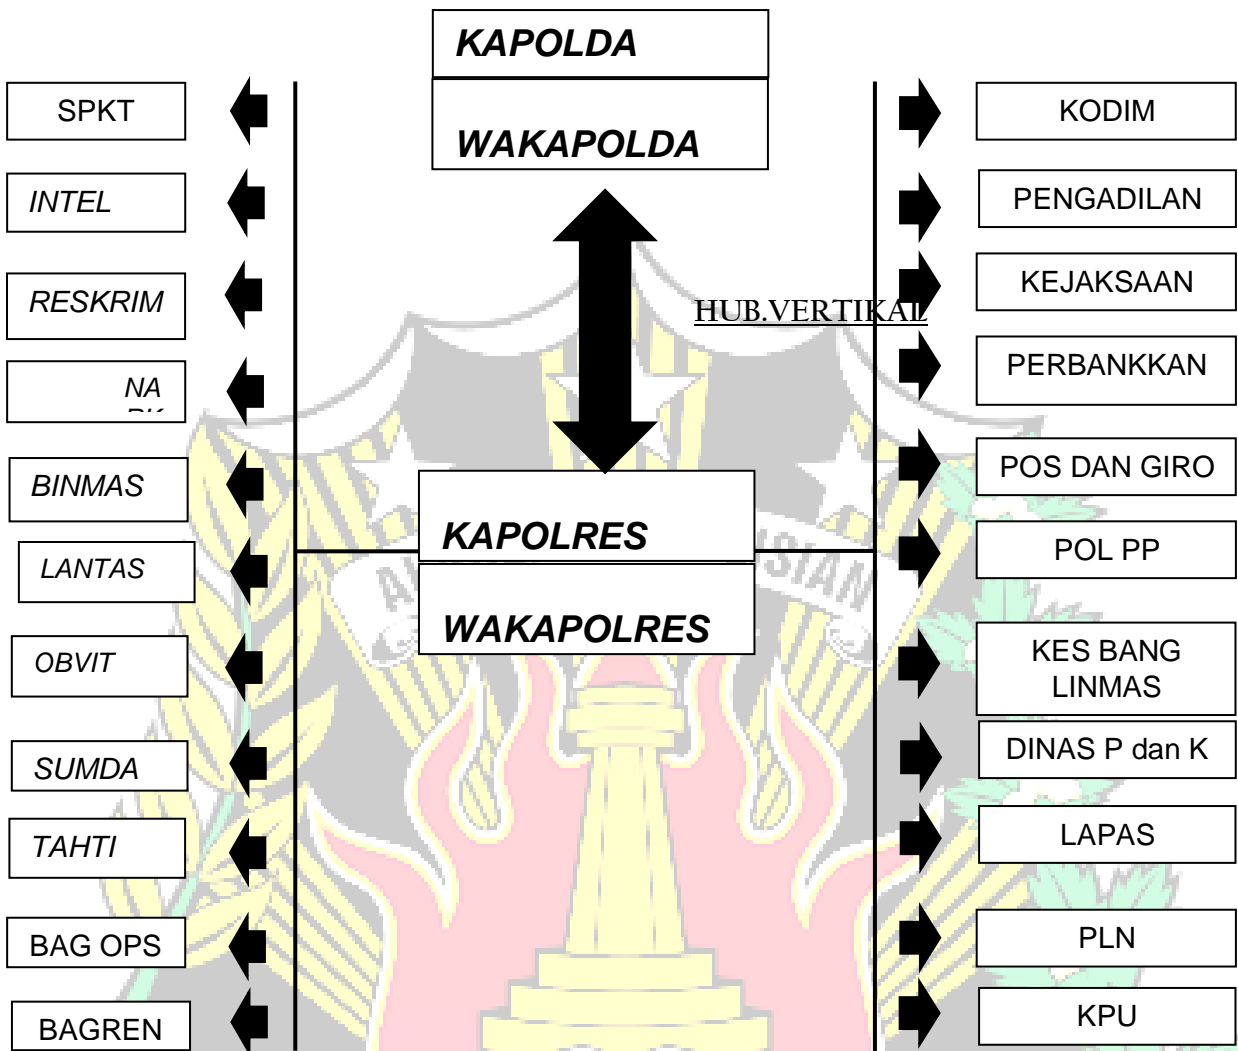 KAPOLDA
WAKAPOLDA
SPKT
INTEL
RESKRIM
NA
BINMAS
LANTAS
OBVIT
SUMDA
TAHTI
BAG OPS
BAGREN
HUB.VERTIKAL
KAPOLRES
WAKAPOLRES
KODIM
PENGADILAN
KEJAKSAAN
PERBANKKAN
POS DAN GIRO
POL PP
KES BANG
LINMAS
DINAS P dan K
LAPAS
PLN
KPU